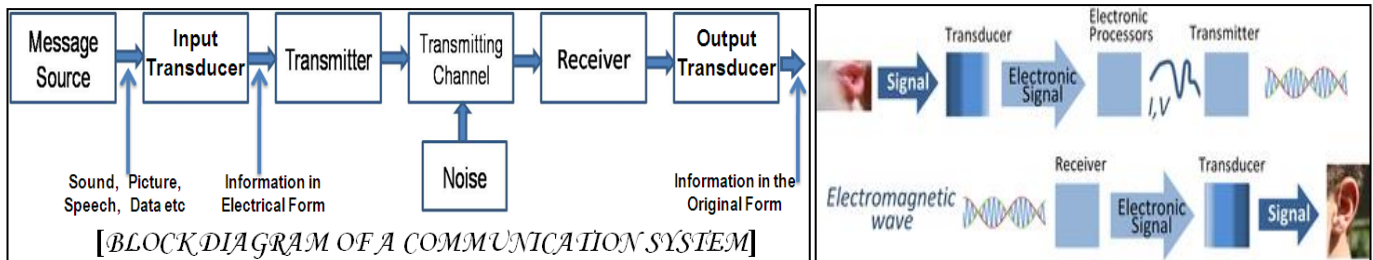 Message
Source
Input
Transducer
Transmitter
Transmitting
Channel
Receiver
Output
Transducer
Noise
Sound, Picture,
Speech, Data etc
Information in
Electrical Form
Information in the
Original Form
[BLOCK DIAGRAM OF A COMMUNICATION SYSTEM]
Transducer
Electronic
Processors
Transmitter
Signal
Electronic
Signal
I,V
Receiver
Transducer
Electromagnetic
wave
Electronic
Signal
Signal